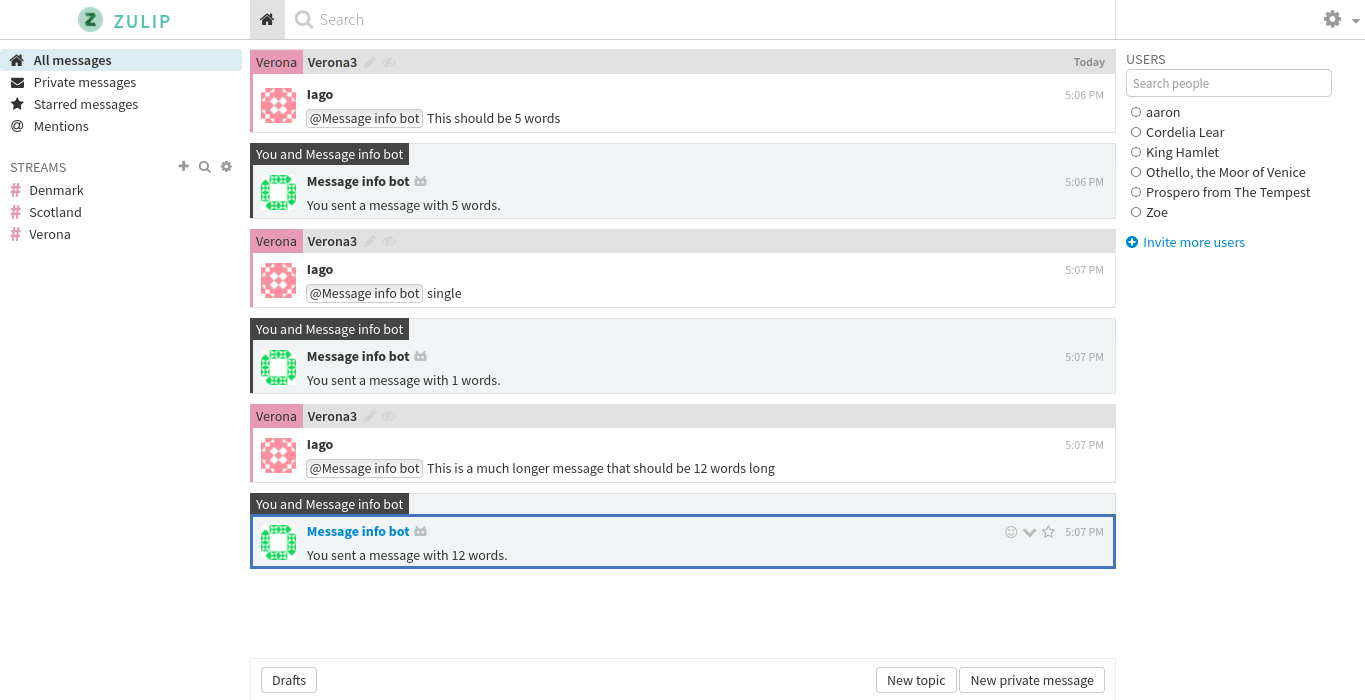 Z ZULIP
Search
All messages
Private messages
Starred messages
@ Mentions
STREAMS
# Denmark
# Scotland
# Verona
Verona Verona3 Today
Iago 5:06 PM
@Message info bot This should be 5 words
You and Message info bot
Message info bot 5:06 PM
You sent a message with 5 words.
Verona Verona3
Iago 5:07 PM
@Message info bot single
You and Message info bot
Message info bot 5:07 PM
You sent a message with 1 words.
Verona Verona3
Iago 5:07 PM
@Message info bot This is a much longer message that should be 12 words long
You and Message info bot
Message info bot 5:07 PM
You sent a message with 12 words.
Drafts New topic New private message
USERS
Search people
aaron
Cordelia Lear
King Hamlet
Othello, the Moor of Venice
Prospero from The Tempest
Zoe
Invite more users